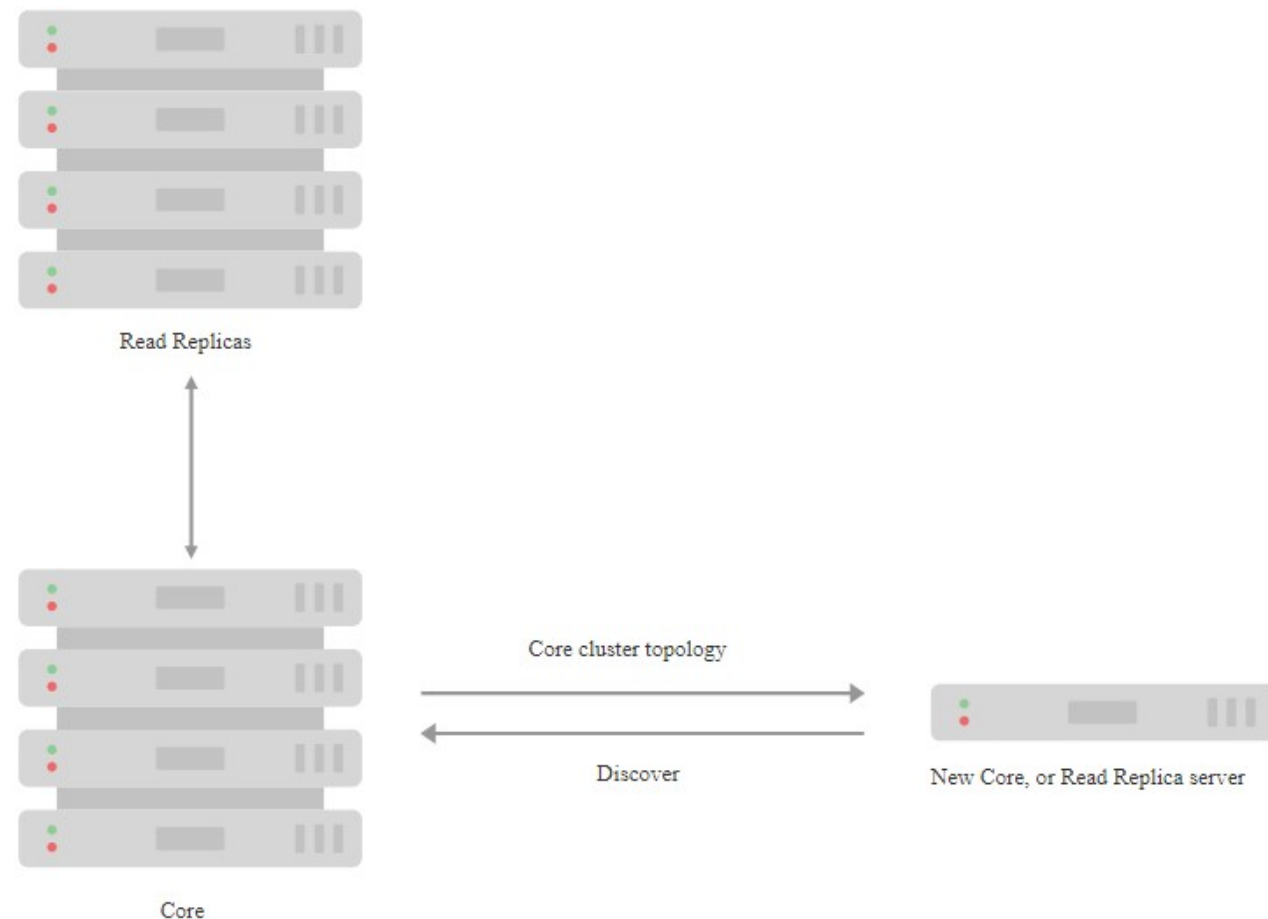 Read Replicas
Core cluster topology
Discover
New Core, or Read Replica server
Core